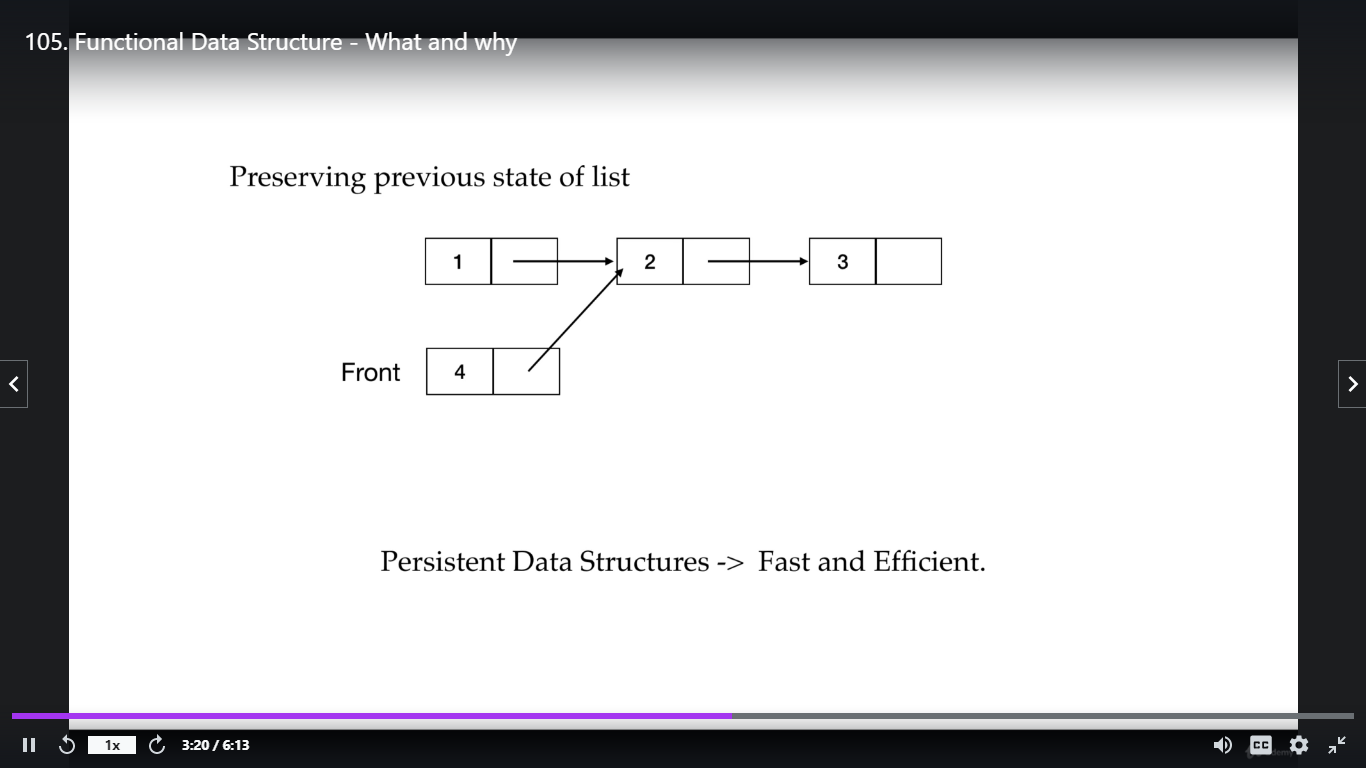 105. Functional Data Structure - What and why
Preserving previous state of list
1 2 3
Front 4
Persistent Data Structures -> Fast and Efficient.
1x 3:20 / 6:13 CC